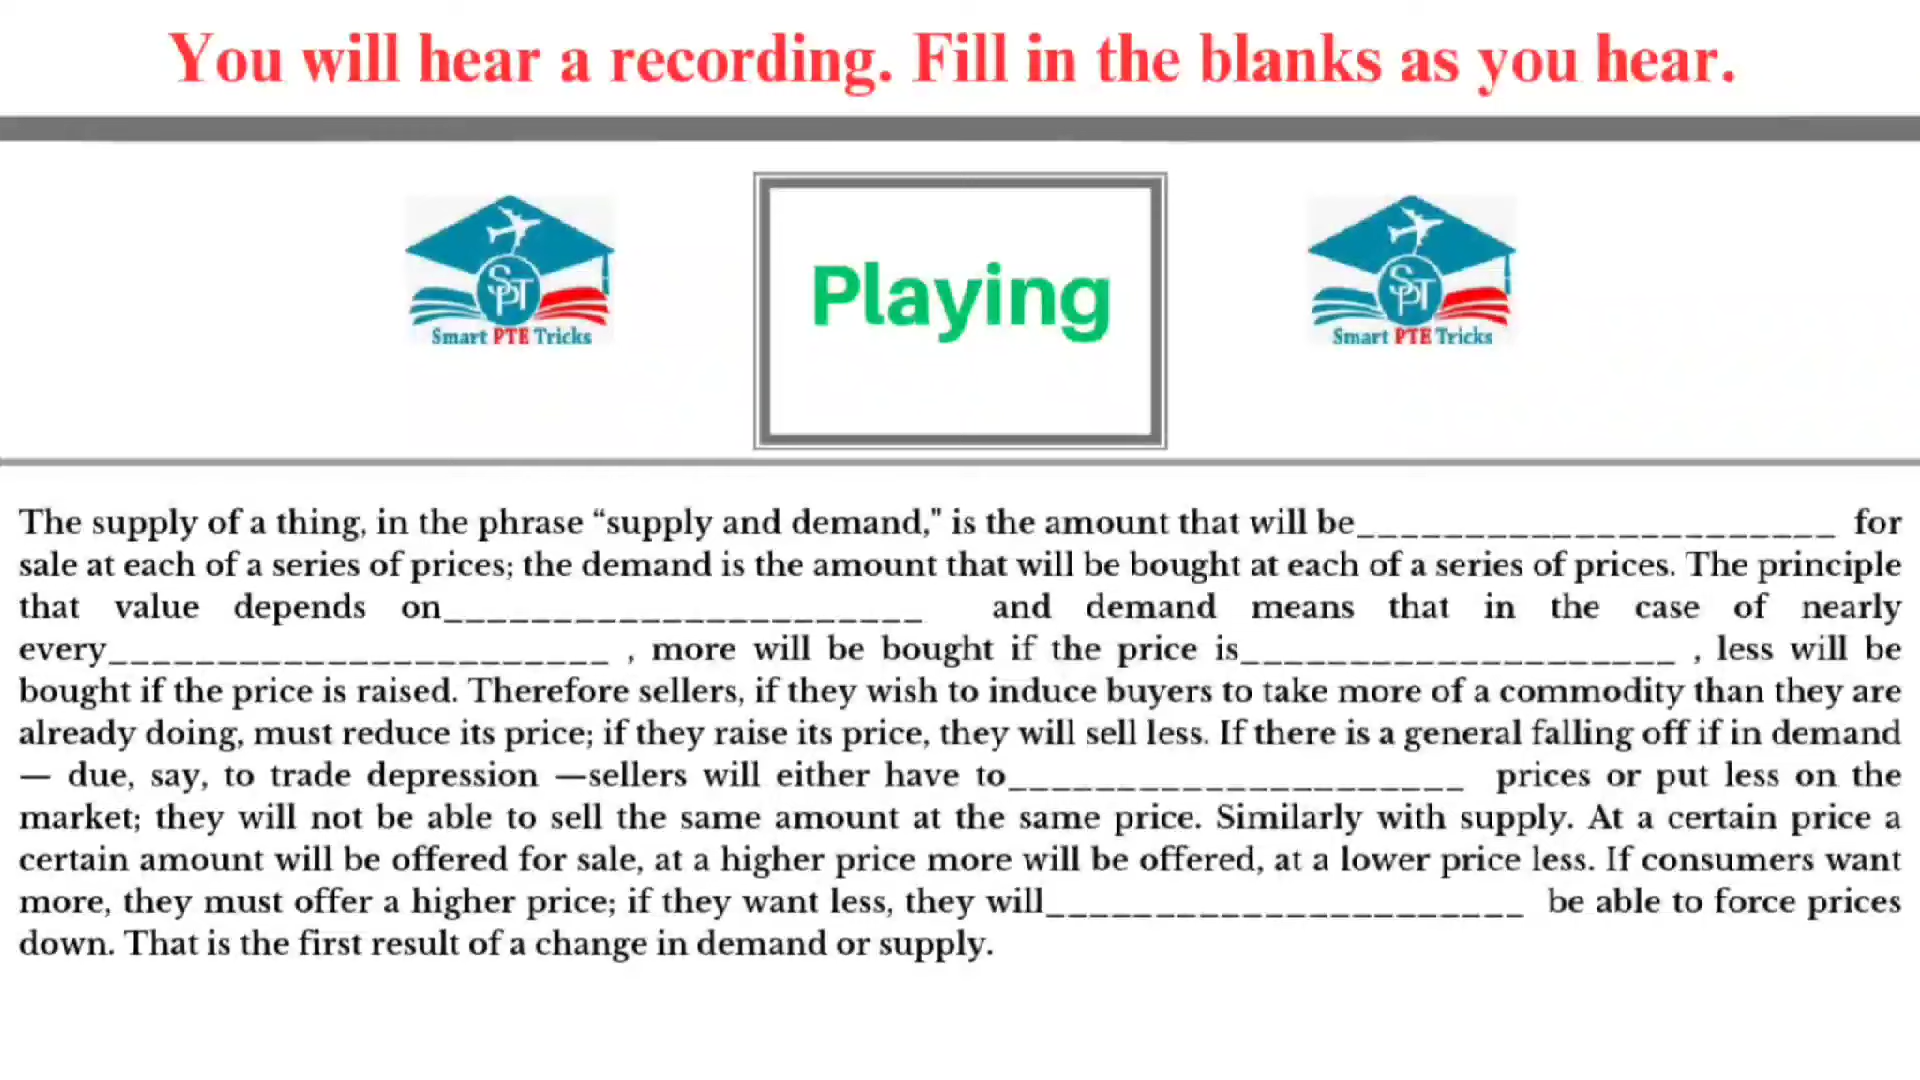 You will hear a recording. Fill in the blanks as you hear.
Playing
SPT
Smart PTE Tricks
SPT
Smart PTE Tricks
The supply of a thing, in the phrase “supply and demand,” is the amount that will be______________________ for
sale at each of a series of prices; the demand is the amount that will be bought at each of a series of prices. The principle
that value depends on______________________ and demand means that in the case of nearly
every_______________________ , more will be bought if the price is____________________ , less will be
bought if the price is raised. Therefore sellers, if they wish to induce buyers to take more of a commodity than they are
already doing, must reduce its price; if they raise its price, they will sell less. If there is a general falling off if in demand
— due, say, to trade depression —sellers will either have to_____________________ prices or put less on the
market; they will not be able to sell the same amount at the same price. Similarly with supply. At a certain price a
certain amount will be offered for sale, at a higher price more will be offered, at a lower price less. If consumers want
more, they must offer a higher price; if they want less, they will______________________ be able to force prices
down. That is the first result of a change in demand or supply.